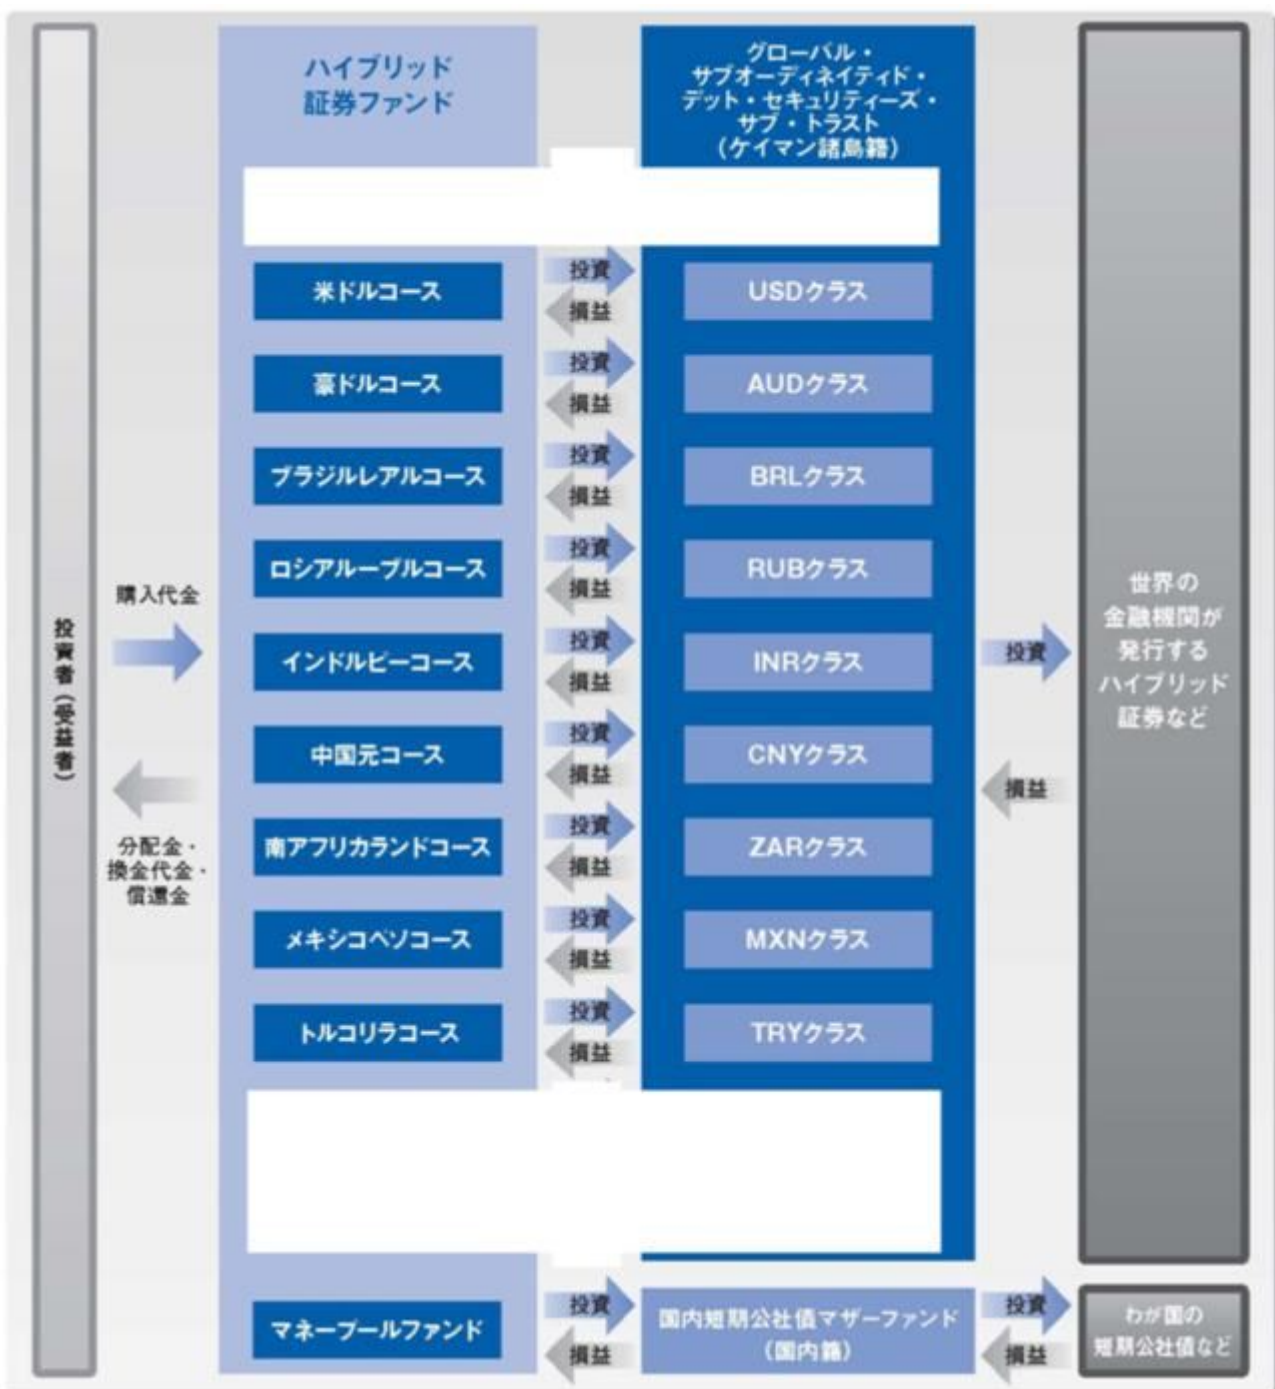 ハイブリッド
証券ファンド
グローバル・
サブオーディネイティド・
デット・セキュリティーズ・
サブ・トラスト
(ケイマン諸島籍)
投資者(受益者)
購入代金
分配金・
換金代金・
償還金
米ドルコース
投資
損益
USDクラス
豪ドルコース
投資
損益
AUDクラス
ブラジルレアルコース
投資
損益
BRLクラス
ロシアルーブルコース
投資
損益
RUBクラス
インドルピーコース
投資
損益
INRクラス
中国元コース
投資
損益
CNYクラス
南アフリカランドコース
投資
損益
ZARクラス
メキシコペソコース
投資
損益
MXNクラス
トルコリラコース
投資
損益
TRYクラス
投資
損益
世界の
金融機関が
発行する
ハイブリッド
証券など
マネープールファンド
投資
損益
国内短期公社債マザーファンド
(国内籍)
投資
損益
わが国の
短期公社債など